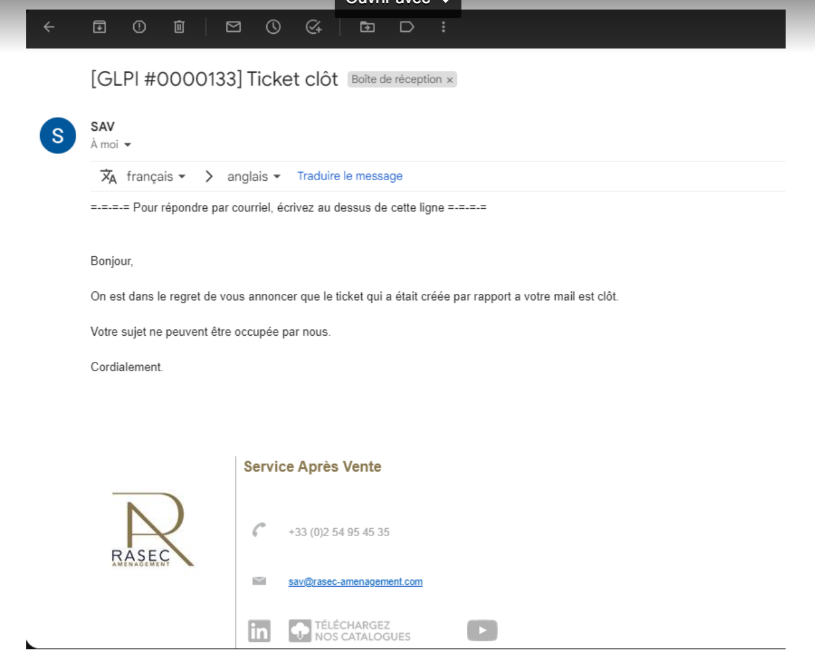 Ouvrir avec
[GLPI #0000133] Ticket clôt Boîte de réception ×
S
SAV
À moi
français > anglais Traduire le message
=-=-=-= Pour répondre par courriel, écrivez au dessus de cette ligne =-=-=-=
Bonjour,
On est dans le regret de vous annoncer que le ticket qui a était créée par rapport a votre mail est clôt.
Votre sujet ne peuvent être occupée par nous.
Cordialement.
Service Après Vente
RASEC
AMENAGEMENT
+33 (0)2 54 95 45 35
sav@rasec-amenagement.com
in
TÉLÉCHARGEZ
NOS CATALOGUES